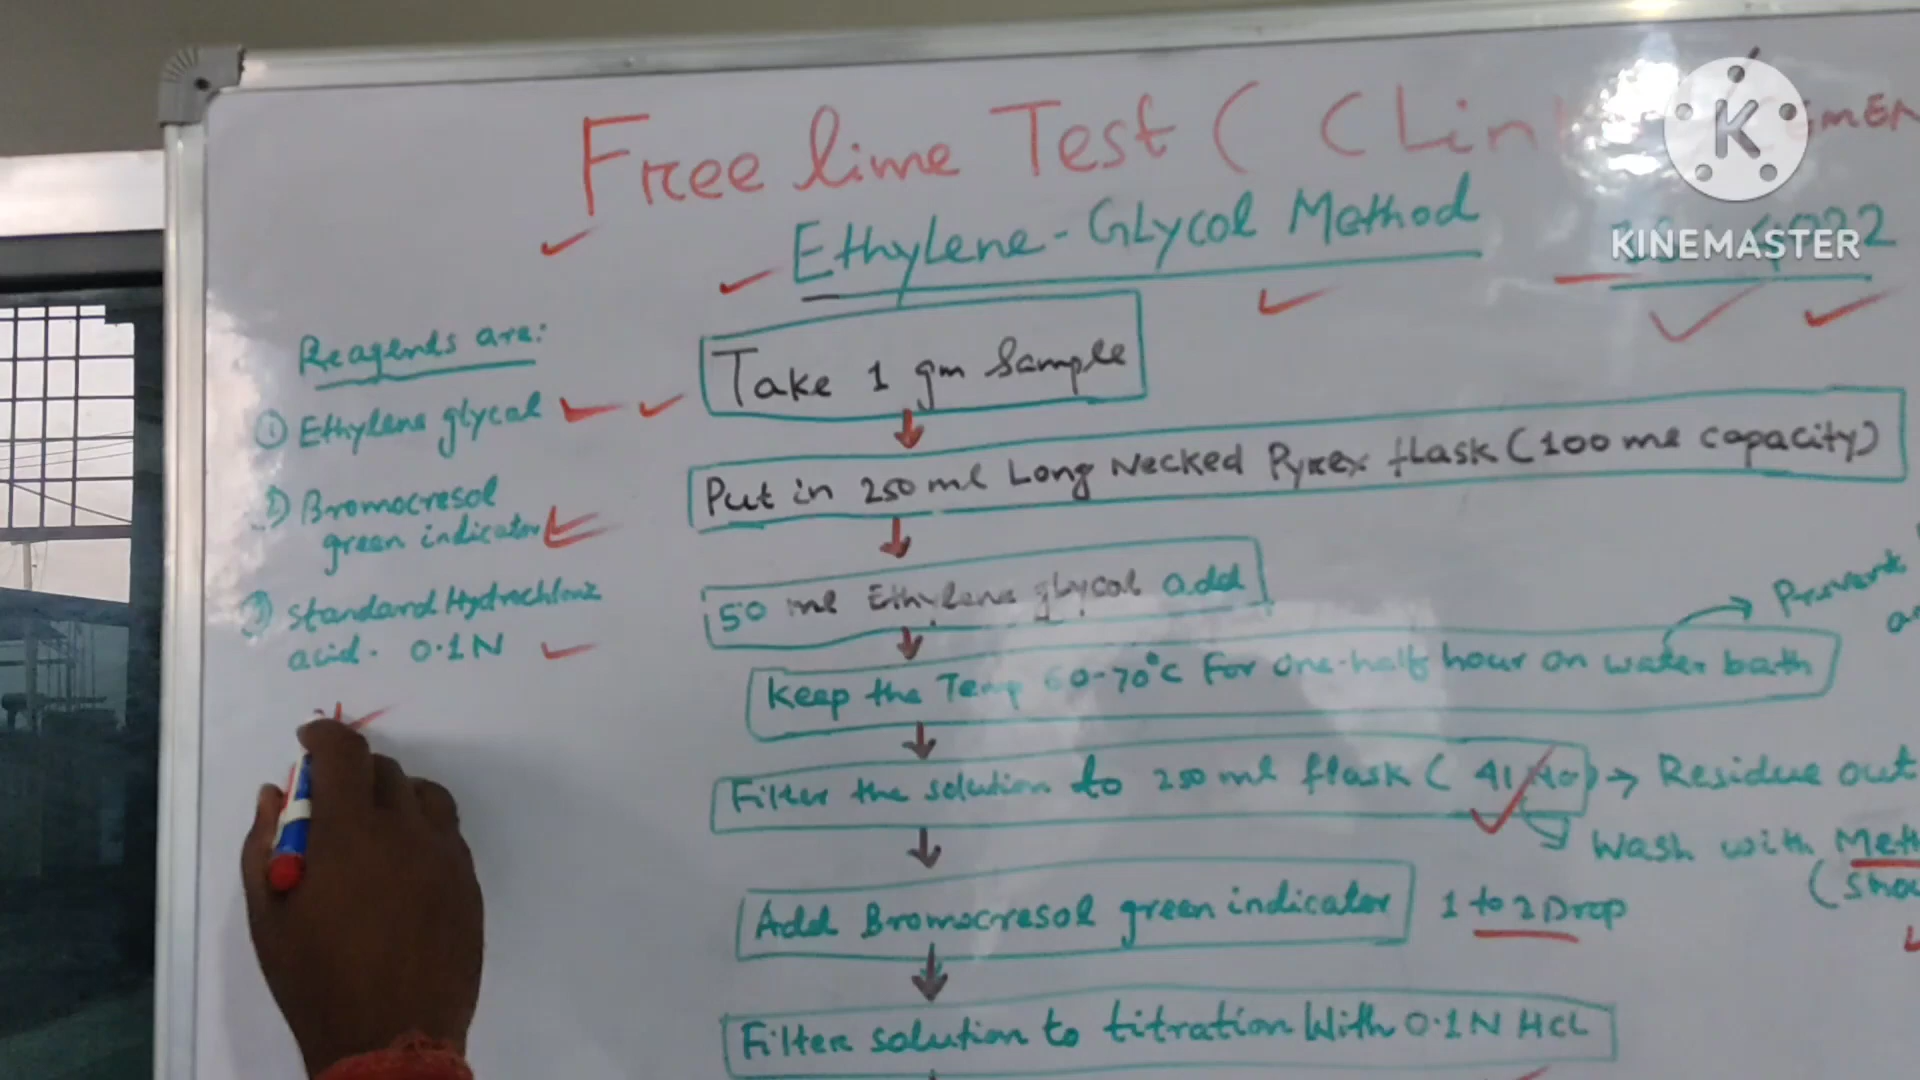 Free lime Test (
CEMEN
Ethylene-Glycol Method
KINEMASTER
Reagents are:
① Ethylene glycol
② Bromocresol
green indicator
③ Standard Hydrochloric
acid. 0.1N
Take 1 gm Sample
Put in 250 ml Long Necked Pyrex flask (100 ml capacity)
50 ml Ethylene glycol add
Keep the Temp 60-70°C For one-half hour on water bath
Filter the solution to 250 ml flask ( 41 No) → Residue out
Wash with
Add Bromocresol green indicator 1 to 2 Drop
Filter solution to titration With 0.1N HCL